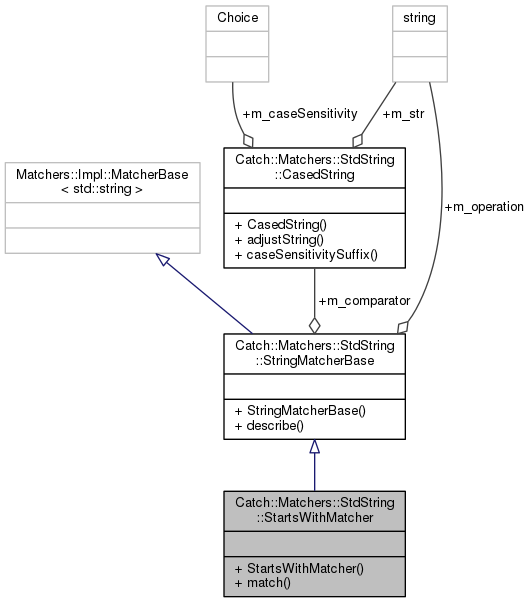 Choice
string
+m_caseSensitivity
+m_str
Catch::Matchers::StdString
::CasedString
+ CasedString()
+ adjustString()
+ caseSensitivitySuffix()
Matchers::Impl::MatcherBase
< std::string >
+m_operation
+m_comparator
Catch::Matchers::StdString
::StringMatcherBase
+ StringMatcherBase()
+ describe()
Catch::Matchers::StdString
::StartsWithMatcher
+ StartsWithMatcher()
+ match()